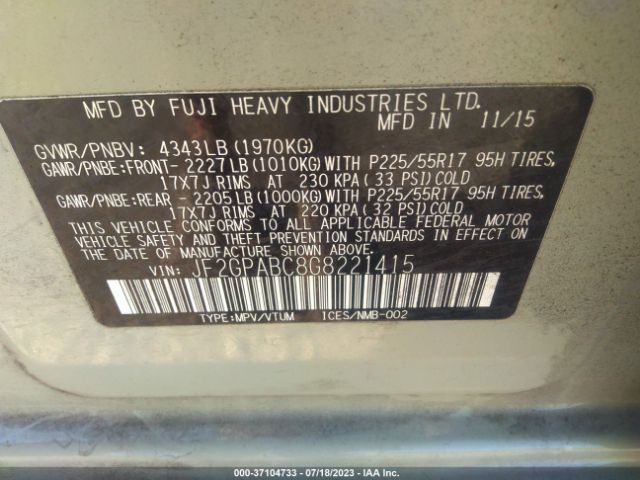 MFD BY FUJI HEAVY INDUSTRIES LTD.
MFD IN 11/15
GVWR/PNBV: 4343LB (1970KG)
GAWR/PNBE:FRONT- 2227LB (1010KG) WITH P225/55R17 95H TIRES,
17X7J RIMS AT 230 KPA (33 PSI) COLD
GAWR/PNBE:REAR - 2205 LB (1000KG) WITH P225/55R17 95H TIRES,
17X7J RIMS AT 220 KPA (32 PSI) COLD
THIS VEHICLE CONFORMS TO ALL APPLICABLE FEDERAL MOTOR
VEHICLE SAFETY AND THEFT PREVENTION STANDARDS IN EFFECT ON
THE DATE OF MANUFACTURE SHOWN ABOVE.
VIN: JF2GPABC8G8221415
TYPE:MPV/VTUM ICES/NMB-002
000-37104733 - 07/18/2023 - IAA Inc.